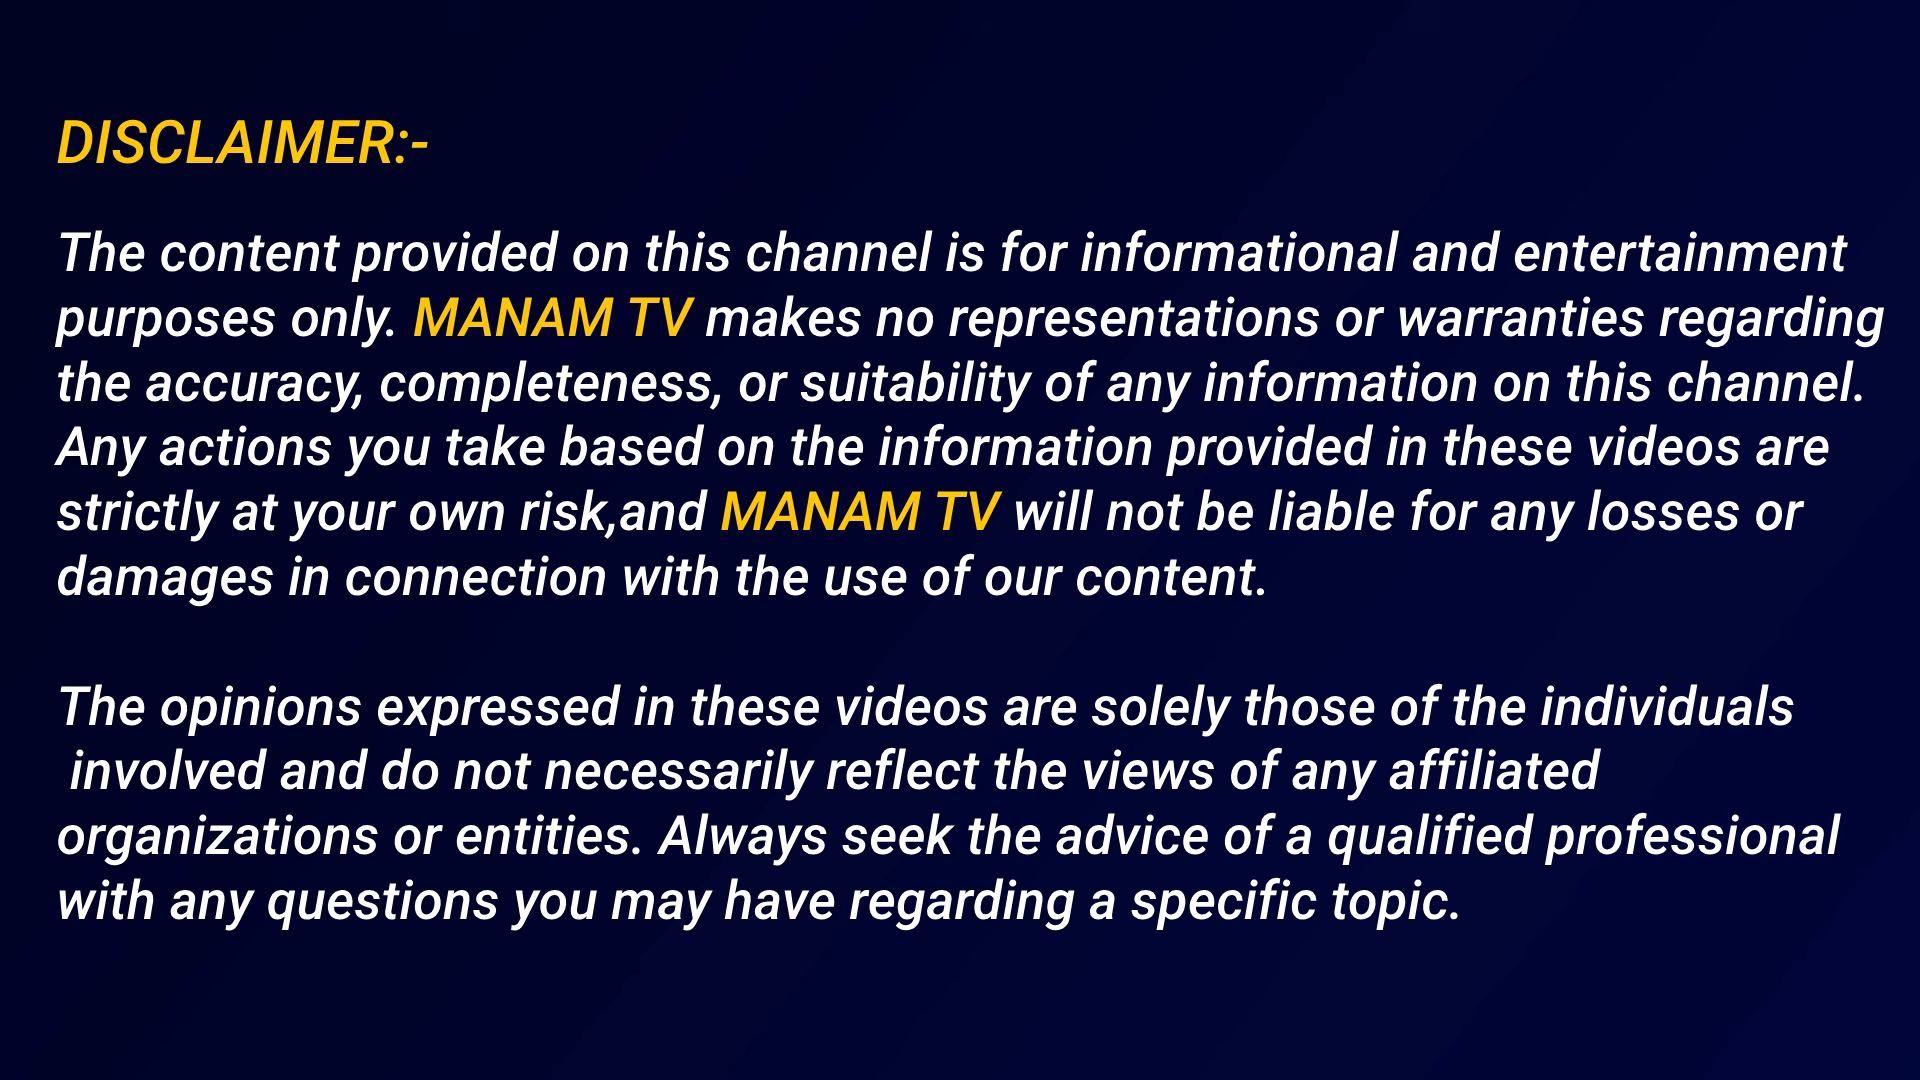 DISCLAIMER:-
The content provided on this channel is for informational and entertainment
purposes only. MANAM TV makes no representations or warranties regarding
the accuracy, completeness, or suitability of any information on this channel.
Any actions you take based on the information provided in these videos are
strictly at your own risk,and MANAM TV will not be liable for any losses or
damages in connection with the use of our content.
The opinions expressed in these videos are solely those of the individuals
involved and do not necessarily reflect the views of any affiliated
organizations or entities. Always seek the advice of a qualified professional
with any questions you may have regarding a specific topic.